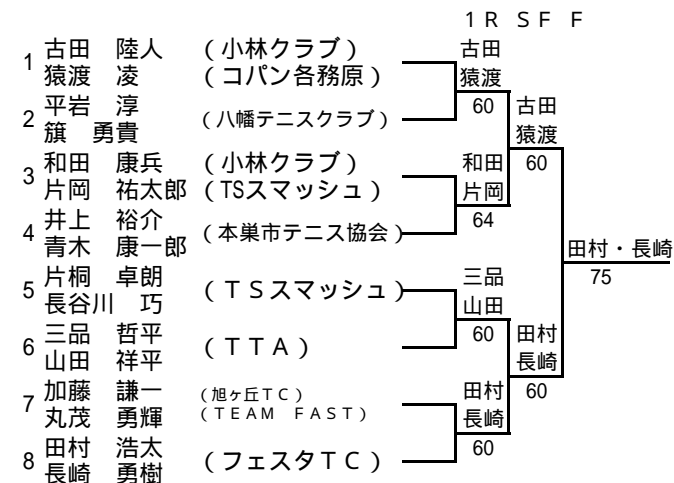 １Ｒ ＳＦ Ｆ
1 古田　陸人 （小林クラブ） 古田
猿渡　凌 （コパン各務原） 猿渡
60 古田
2 平岩　淳 （八幡テニスクラブ）
籏　勇貴 猿渡
3 和田　康兵 （小林クラブ） 和田 60
片岡　祐太郎 （TSスマッシュ） 片岡
64
4 井上　裕介 （本巣市テニス協会）
青木　康一郎
田村・長崎
75
5 片桐　卓朗 （ＴＳスマッシュ） 三品
長谷川　巧 山田
60 田村
6 三品　哲平 （ＴＴＡ）
山田　祥平 長崎
7 加藤　謙一 （旭ヶ丘ＴＣ） 田村 60
丸茂　勇輝 （ＴＥＡＭ　ＦＡＳＴ） 長崎
60
8 田村　浩太 （フェスタＴＣ）
長崎　勇樹